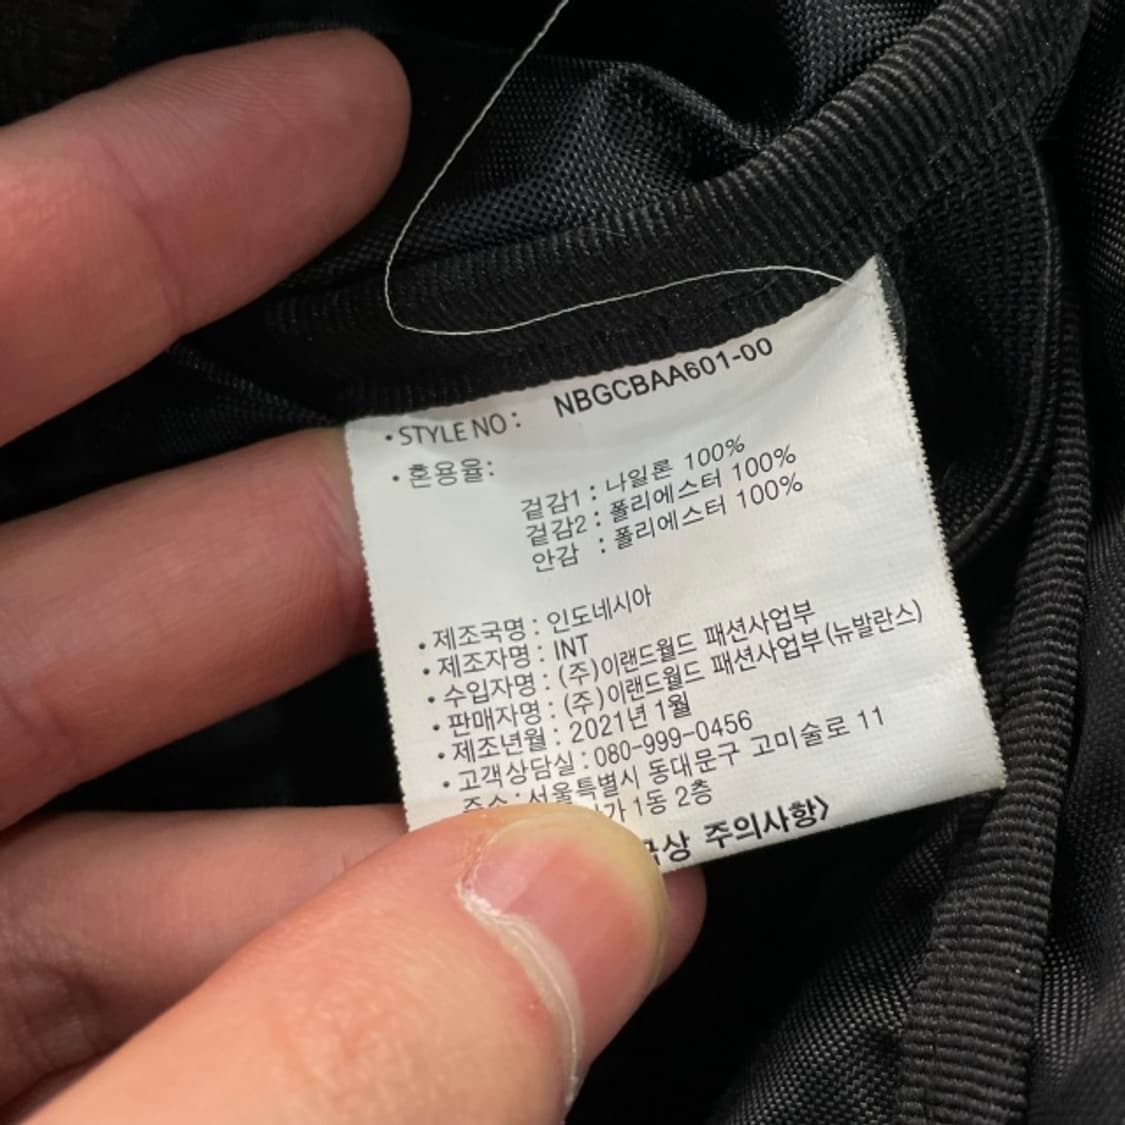 • STYLE NO : NBGCBAA601-00
• 혼용율:
겉감1 : 나일론 100%
겉감2 : 폴리에스터 100%
안감 : 폴리에스터 100%
• 제조국명 : 인도네시아
• 제조자명 : INT
• 수입자명 : (주)이랜드월드 패션사업부
• 판매자명 : (주)이랜드월드 패션사업부(뉴발란스)
• 제조년월 : 2021년 1월
• 고객상담실 : 080-999-0456
주소 : 서울특별시 동대문구 고미술로 11
1동 2층
주의사항〉